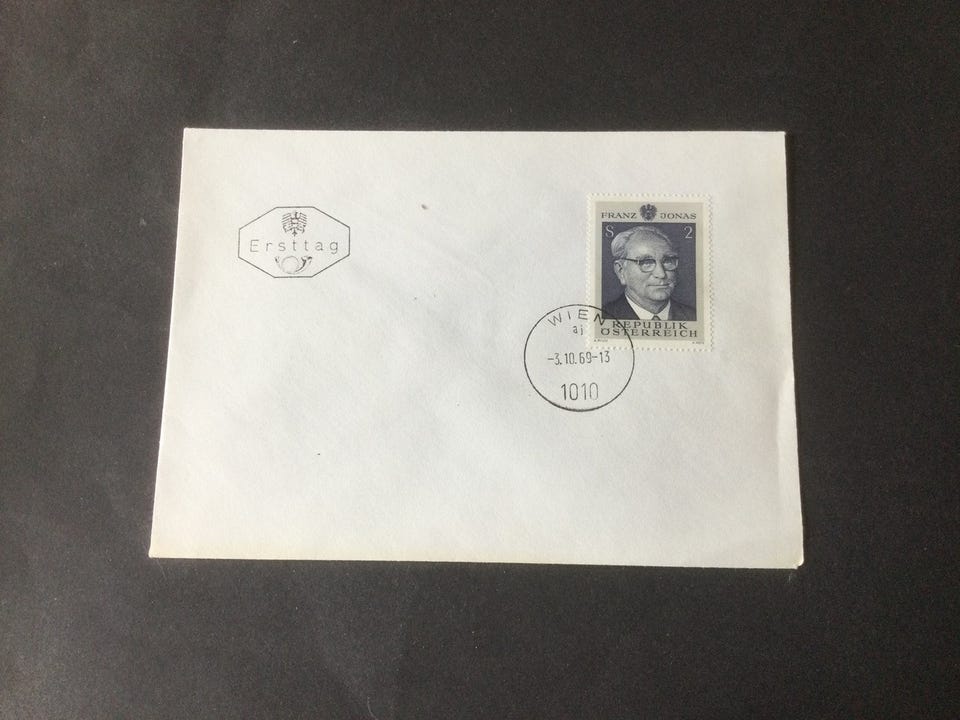 Ersttag
FRANZ JONAS
S 2
REPUBLIK
ÖSTERREICH
WIEN
aj
-3.10.69-13
1010